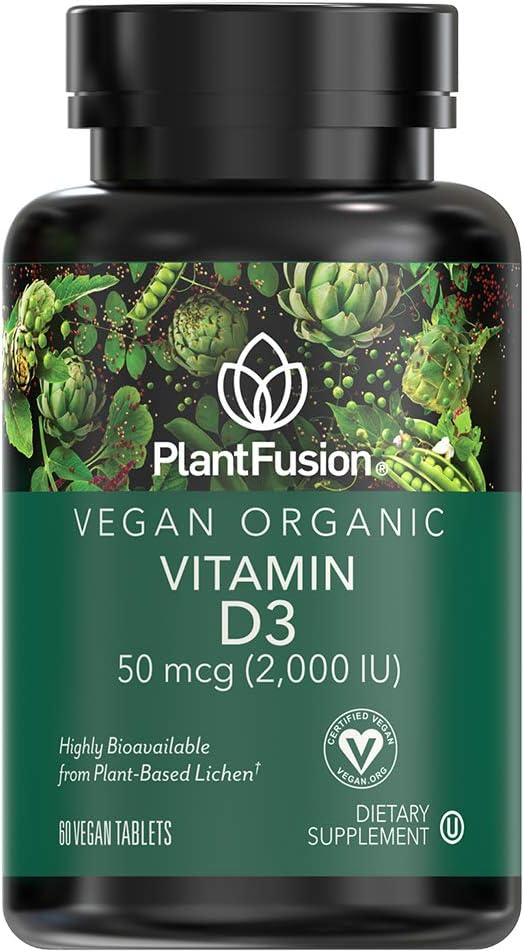 PlantFusion®
VEGAN ORGANIC
VITAMIN
D3
50 mcg (2,000 IU)
Highly Bioavailable
from Plant-Based Lichen†
CERTIFIED VEGAN
VEGAN.ORG
60 VEGAN TABLETS
DIETARY
SUPPLEMENT U